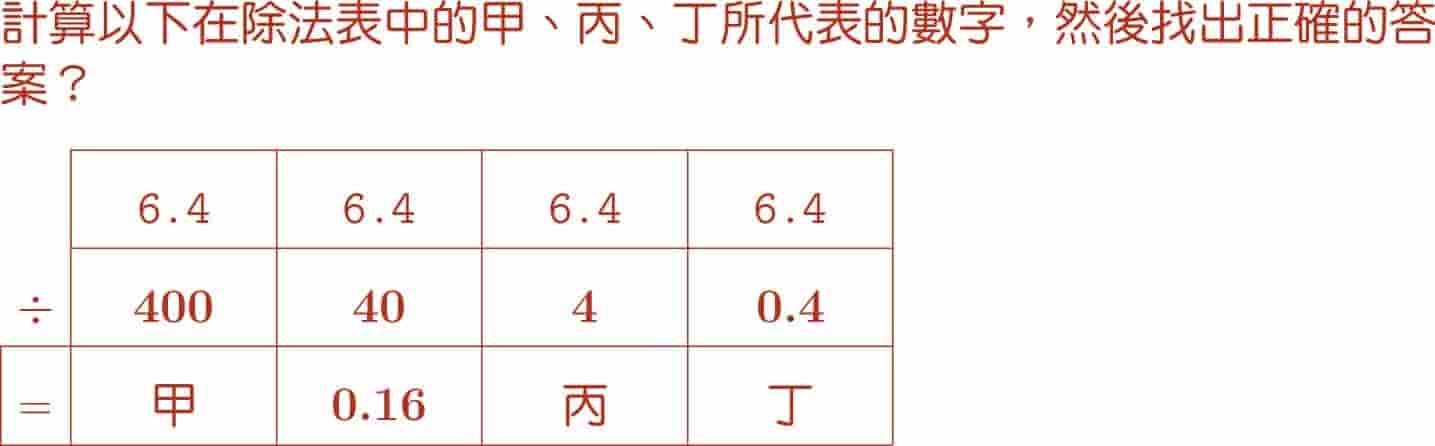 計算以下在除法表中的甲、丙、丁所代表的數字，然後找出正確的答
案？
6.4 6.4 6.4 6.4
÷ 400 40 4 0.4
= 甲 0.16 丙 丁